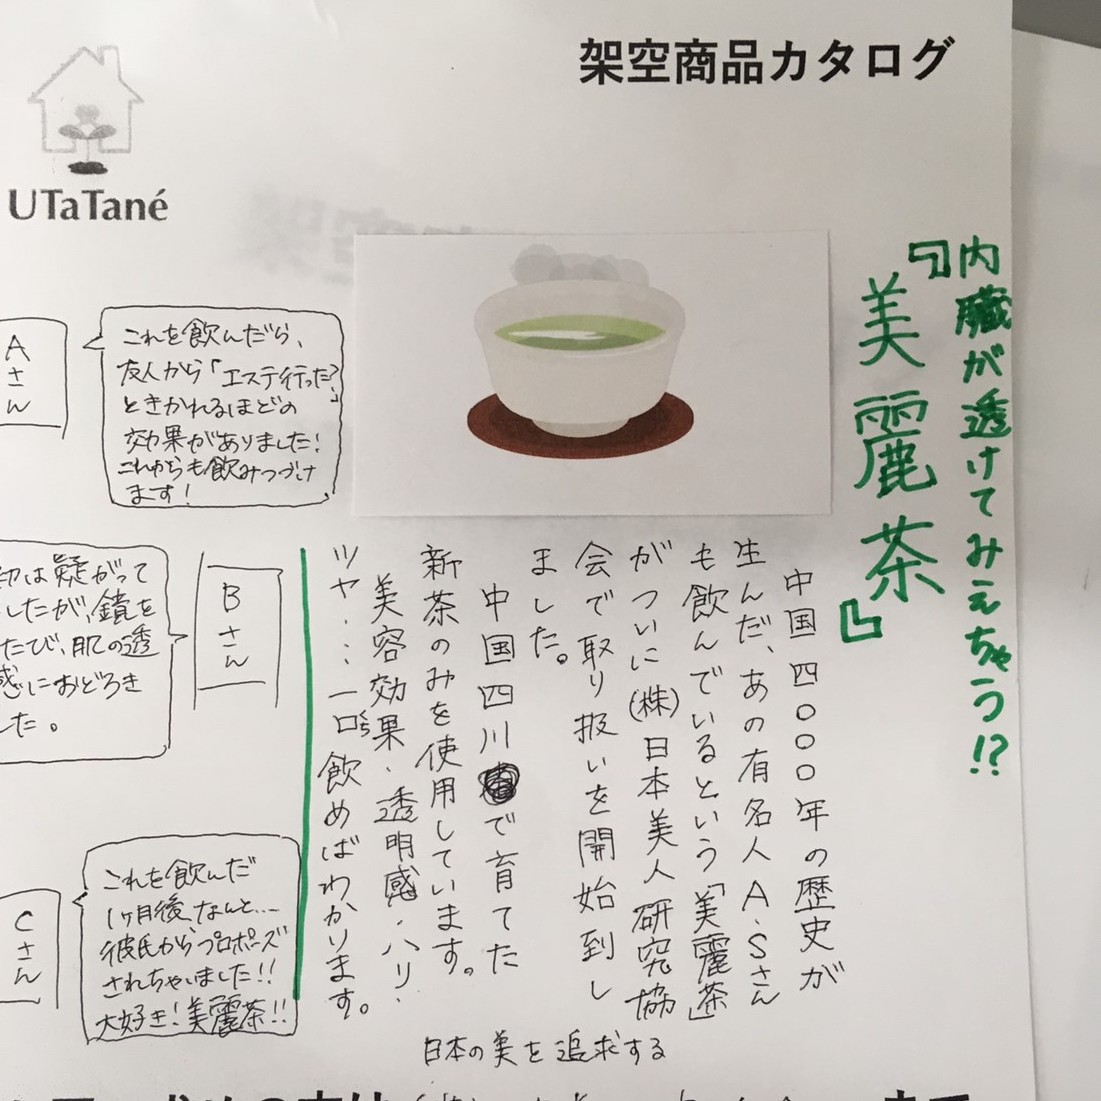 架空商品カタログ
UTaTané
内臓が透けてみえちゃう!?
『美麗茶』
中国四〇〇〇年の歴史が
生んだ、あの有名人A.Sさん
も飲んでいるという「美麗茶」
がついに(株)日本美人研究協
会で取り扱いを開始到し
ました。
中国四川で育てた
新茶のみを使用しています。
美容効果・透明感・ハリ・
ツヤ……一口飲めばわかります。
Aさん
これを飲んだら、
友人から「エステ行った?」
ときかれるほどの
効果がありました!
これからも飲みつづけ
ます!
Bさん
は疑がって
したが、鏡を
たびに、肌の透
感におどろき
した。
Cさん
これを飲んだ
1ヶ月後、なんと…
彼氏からプロポーズ
されちゃいました!!
大好き!美麗茶!!
日本の美を追求する